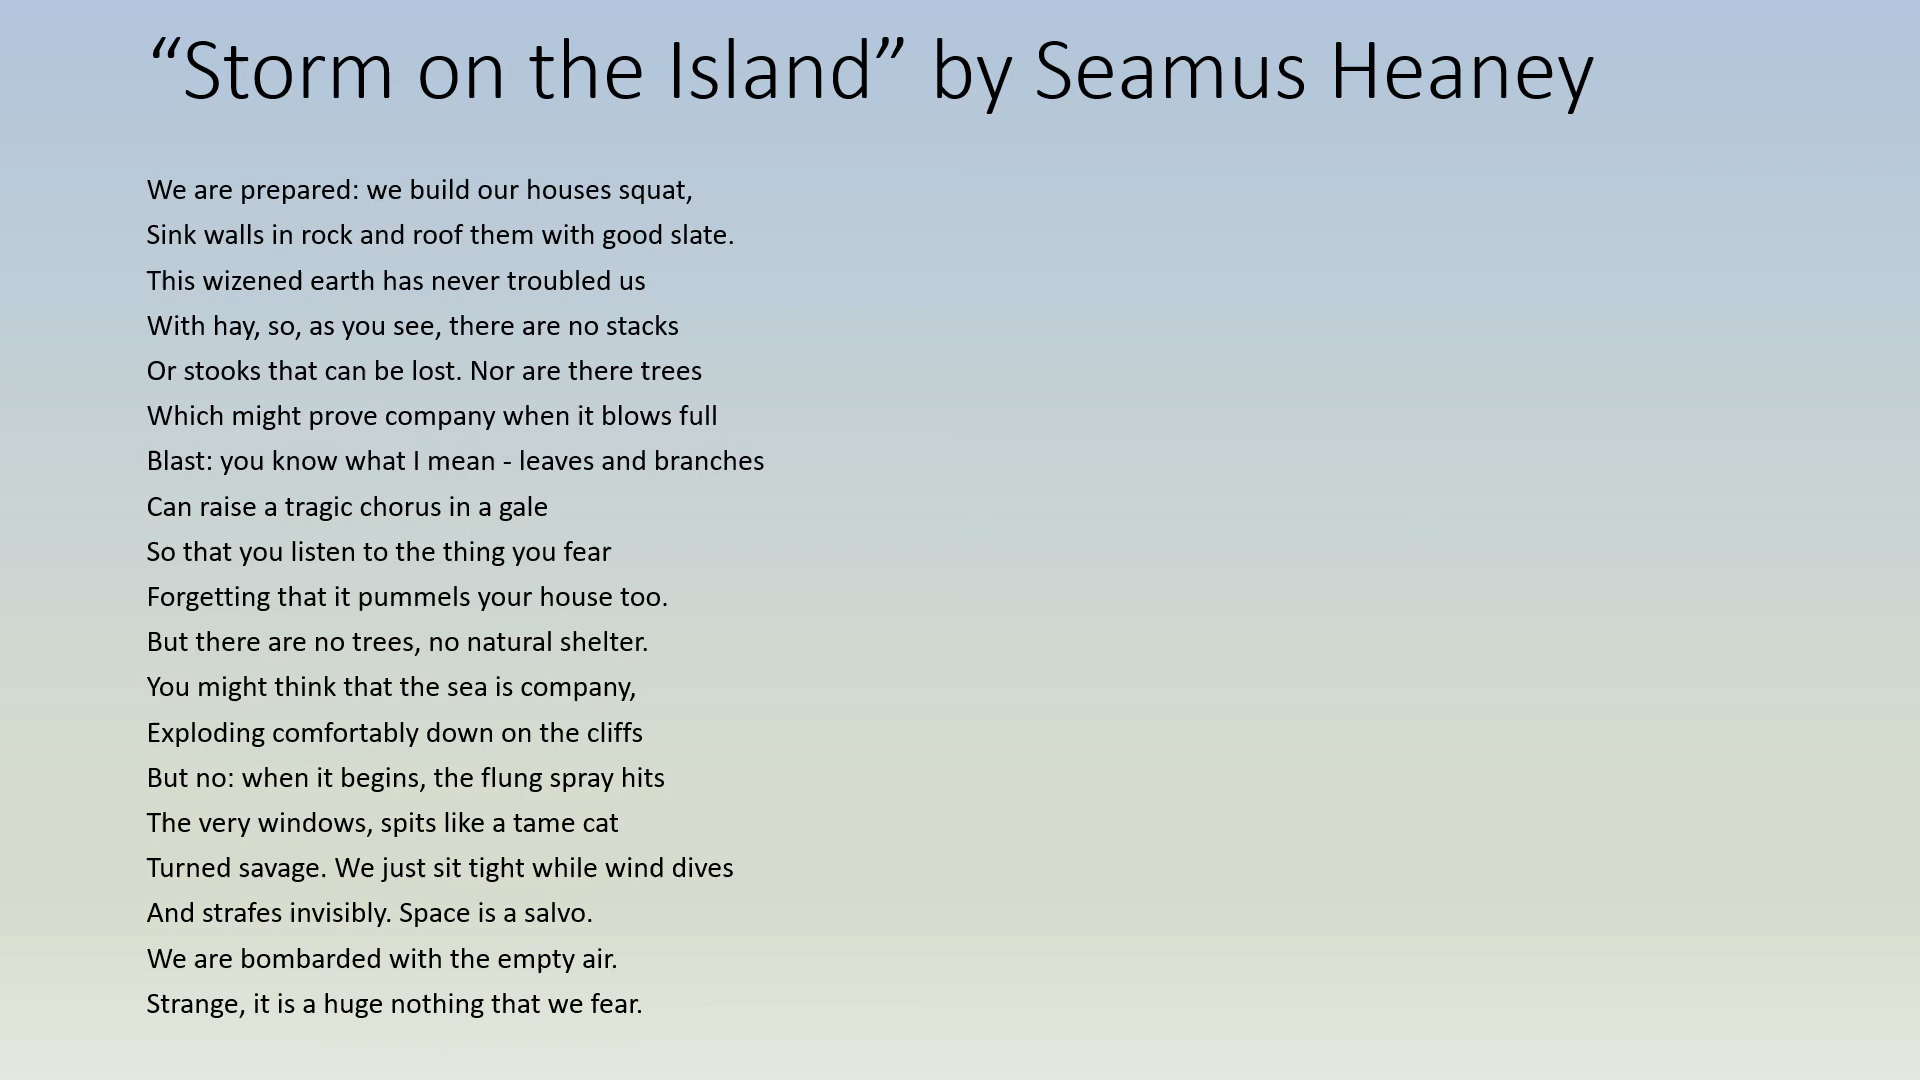 “Storm on the Island” by Seamus Heaney
We are prepared: we build our houses squat,
Sink walls in rock and roof them with good slate.
This wizened earth has never troubled us
With hay, so, as you see, there are no stacks
Or stooks that can be lost. Nor are there trees
Which might prove company when it blows full
Blast: you know what I mean - leaves and branches
Can raise a tragic chorus in a gale
So that you listen to the thing you fear
Forgetting that it pummels your house too.
But there are no trees, no natural shelter.
You might think that the sea is company,
Exploding comfortably down on the cliffs
But no: when it begins, the flung spray hits
The very windows, spits like a tame cat
Turned savage. We just sit tight while wind dives
And strafes invisibly. Space is a salvo.
We are bombarded with the empty air.
Strange, it is a huge nothing that we fear.